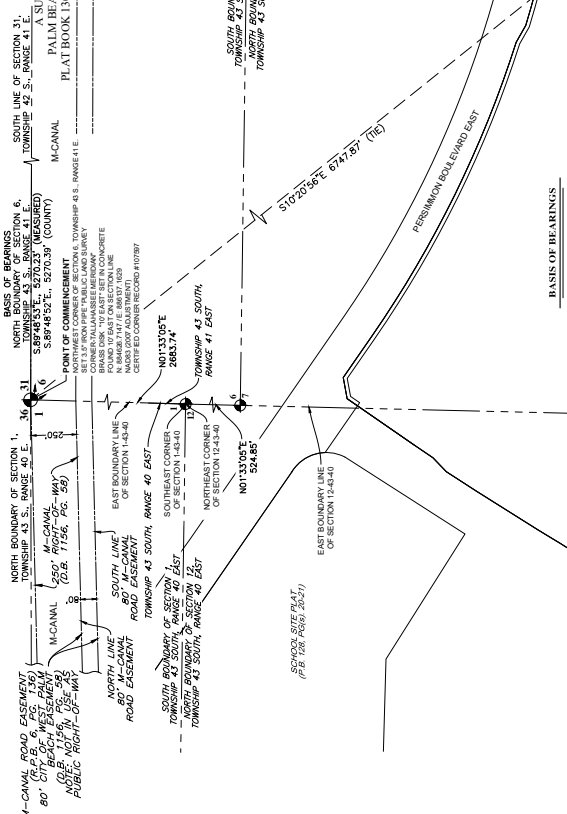 M-CANAL ROAD EASEMENT
(R.P.B. 6, PG. 136)
80' CITY OF WEST PALM
BEACH EASEMENT
(D.B. 1156, PG. 58)
NOTE: NOT IN USE AS
PUBLIC RIGHT-OF-WAY
NORTH BOUNDARY OF SECTION 1,
TOWNSHIP 43 S., RANGE 40 E.
M-CANAL
M-CANAL
250' RIGHT-OF-WAY
(D.B. 1156, PG. 58)
250'
80'
36 31
1 6
BASIS OF BEARINGS
NORTH BOUNDARY OF SECTION 6,
TOWNSHIP 43 S., RANGE 41 E.
S.89°48'53"E., 5270.23' (MEASURED)
S.89°48'52"E., 5270.39' (COUNTY)
SOUTH LINE OF SECTION 31,
TOWNSHIP 42 S., RANGE 41 E.
M-CANAL
A SU
PALM BEA
PLAT BOOK 130
POINT OF COMMENCEMENT
NORTHWEST CORNER OF SECTION 6, TOWNSHIP 43 S., RANGE 41 E.
SET 3.5" IRON PIPE "PUBLIC LAND SURVEY
CORNER-TALLAHASSEE MERIDIAN"
BRASS DISK "10' EAST" SET IN CONCRETE
FOUND 10' EAST ON SECTION LINE
N: 884626.7147 / E: 886137.1629
NAD83 (2007 ADJUSTMENT)
CERTIFIED CORNER RECORD #107597
NORTH LINE
80' M-CANAL
ROAD EASEMENT
SOUTH LINE
80' M-CANAL
ROAD EASEMENT
EAST BOUNDARY LINE
OF SECTION 1-43-40
N01°33'05"E
2683.74'
TOWNSHIP 43 SOUTH, RANGE 40 EAST
TOWNSHIP 43 SOUTH,
RANGE 41 EAST
SOUTHEAST CORNER
OF SECTION 1-43-40
1
12
SOUTH BOUNDARY OF SECTION 1,
TOWNSHIP 43 SOUTH, RANGE 40 EAST
NORTH BOUNDARY OF SECTION 12,
TOWNSHIP 43 SOUTH, RANGE 40 EAST
NORTHEAST CORNER
OF SECTION 12-43-40
N01°33'05"E
524.85'
6
7
SOUTH BOUN
TOWNSHIP 43 S
NORTH BOUN
TOWNSHIP 43 S
S10°20'56"E 6747.87' (TIE)
EAST BOUNDARY LINE
OF SECTION 12-43-40
SCHOOL SITE PLAT
(P.B. 128, PG(s). 20-21)
PERSIMMON BOULEVARD EAST
BASIS OF BEARINGS